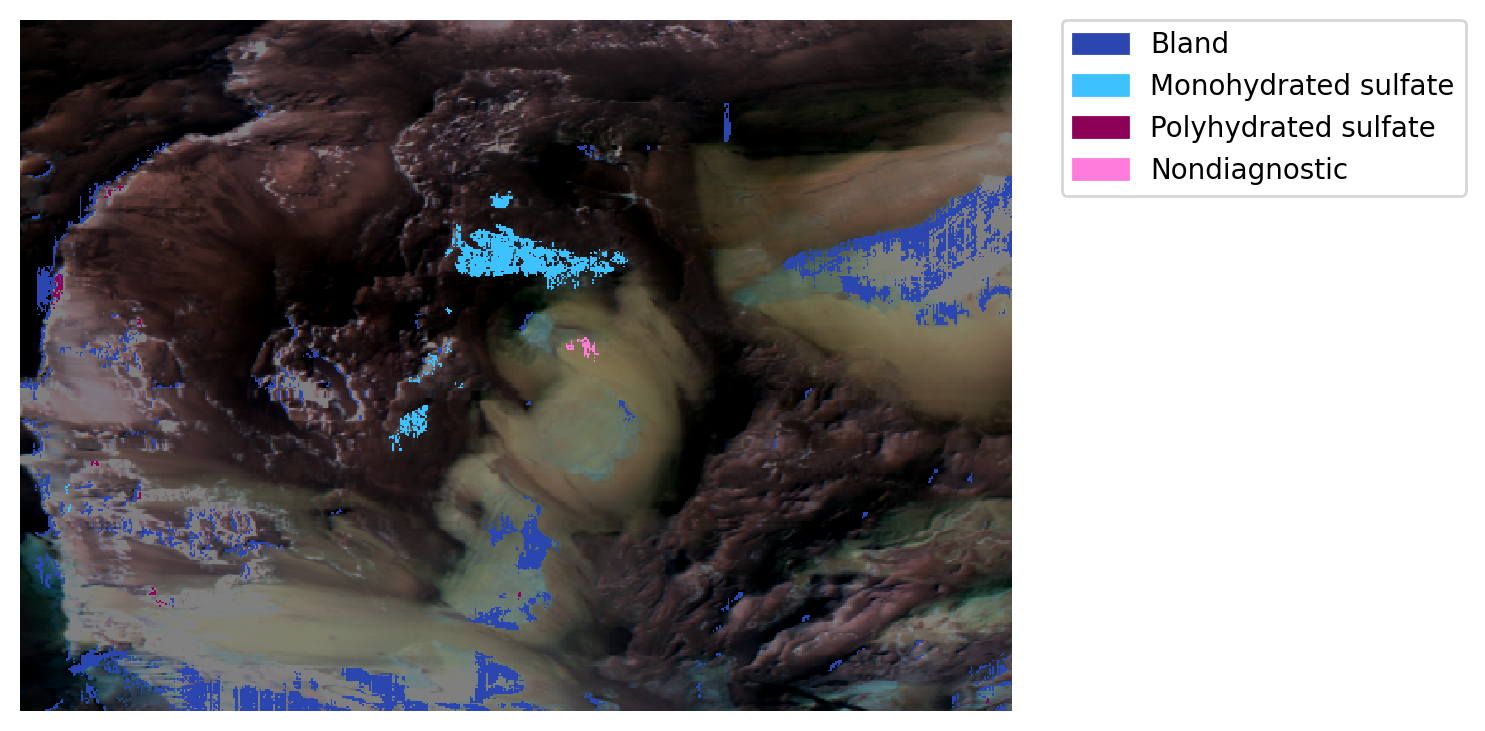 Bland
Monohydrated sulfate
Polyhydrated sulfate
Nondiagnostic